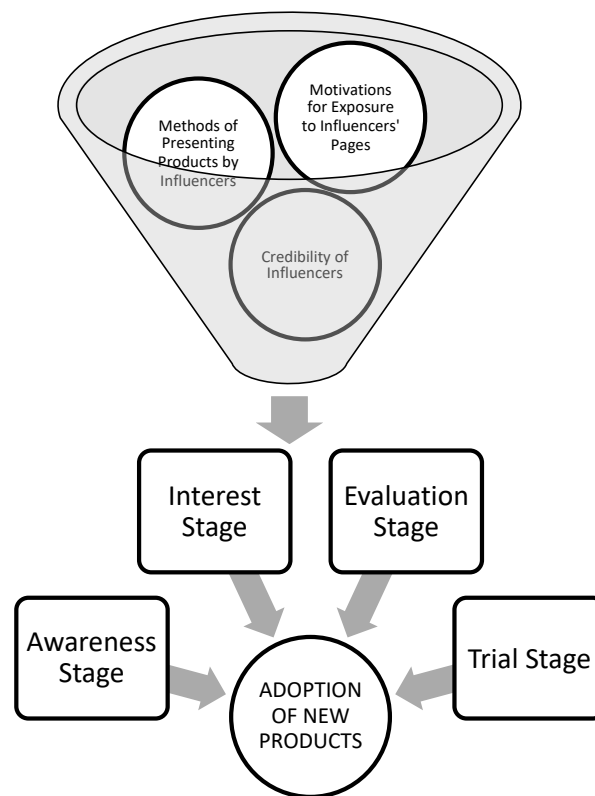 Motivations
for Exposure
to Influencers'
Pages
Methods of
Presenting
Products by
Influencers
Credibility of
Influencers
Interest
Stage
Evaluation
Stage
Awareness
Stage
Trial Stage
ADOPTION
OF NEW
PRODUCTS